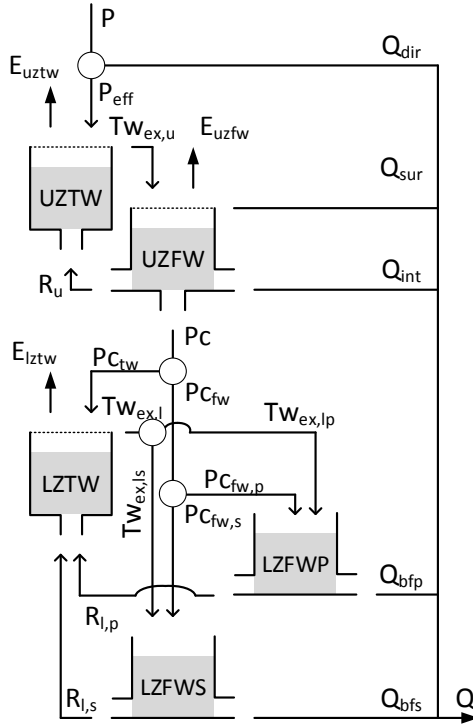 P
Q_dir
E_uztw
P_eff
Tw_ex,u
E_uzfw
UZTW
Q_sur
UZFW
R_u
Q_int
Pc
E_lztw
Pc_tw
Pc_fw
Tw_ex,l
Tw_ex,lp
LZTW
Tw_ex,ls
Pc_fw,p
Pc_fw,s
LZFWP
Q_bfp
R_l,p
LZFWS
R_l,s
Q_bfs
Q